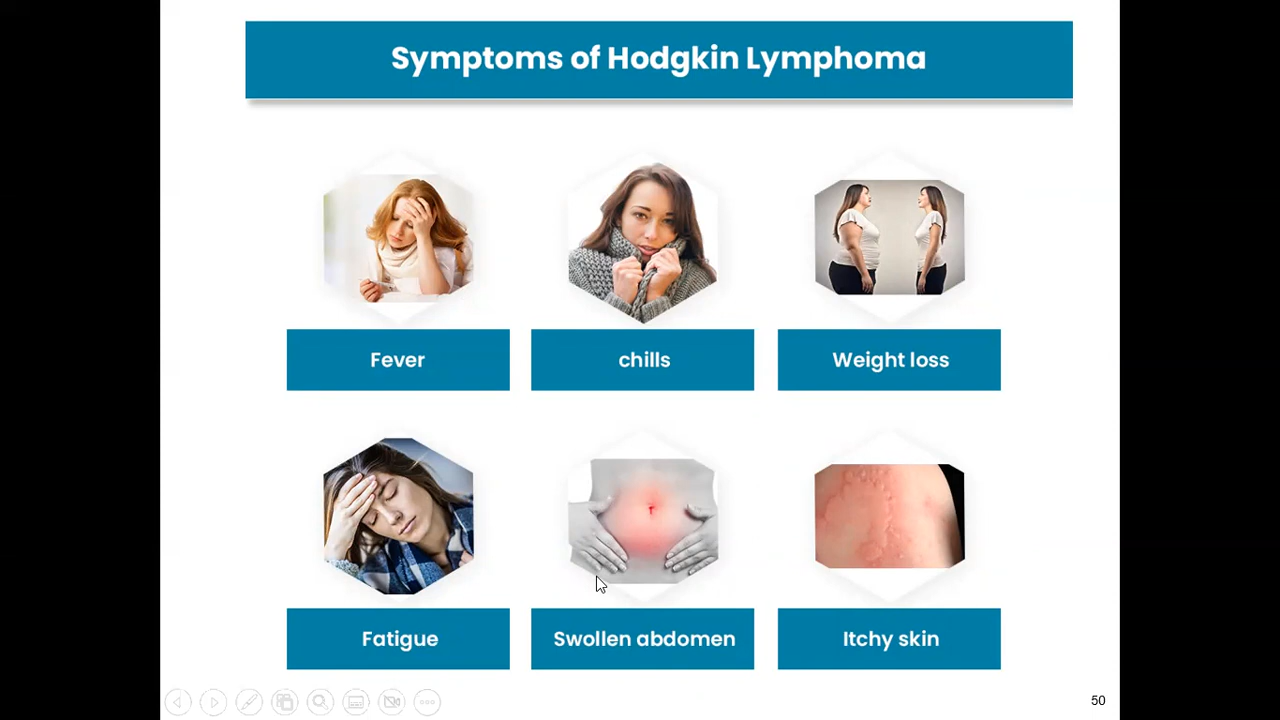 Symptoms of Hodgkin Lymphoma
Fever
chills
Weight loss
Fatigue
Swollen abdomen
Itchy skin
50